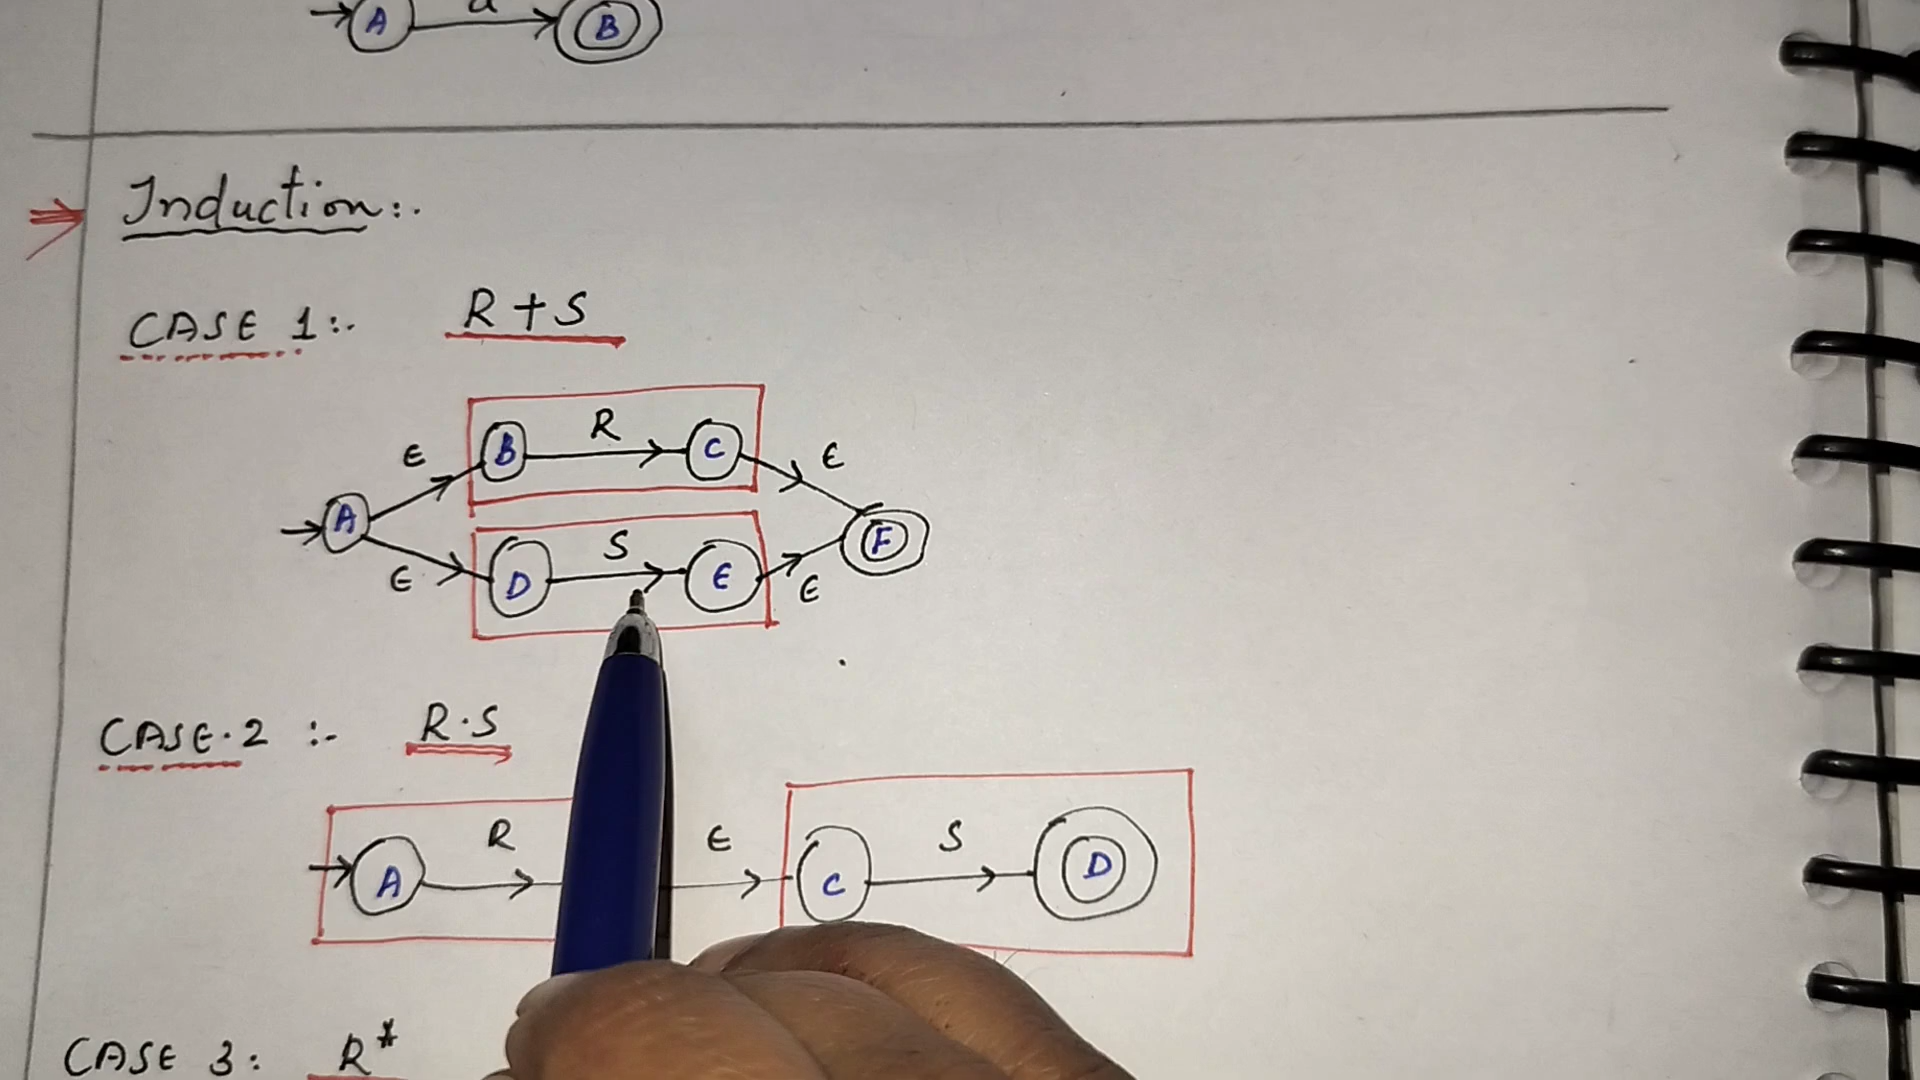 A a B
Induction:.
CASE 1:. R+S
B R C
ϵ ϵ
A F
D S E
ϵ ϵ
CASE.2 :- R.S
A R ϵ C S D
CASE 3: R*